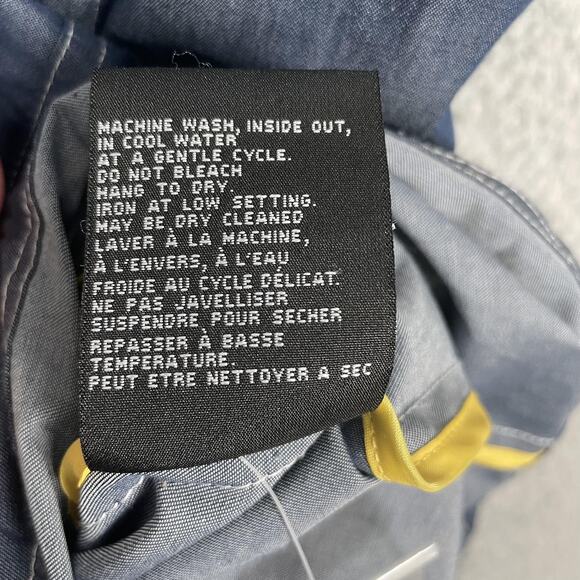 MACHINE WASH, INSIDE OUT,
IN COOL WATER
AT A GENTLE CYCLE.
DO NOT BLEACH
HANG TO DRY.
IRON AT LOW SETTING.
MAY BE DRY CLEANED
LAVER À LA MACHINE,
À L'ENVERS, À L'EAU
FROIDE AU CYCLE DÉLICAT.
NE PAS JAVELLISER
SUSPENDRE POUR SECHER
REPASSER À BASSE
TEMPERATURE.
PEUT ETRE NETTOYER A SEC